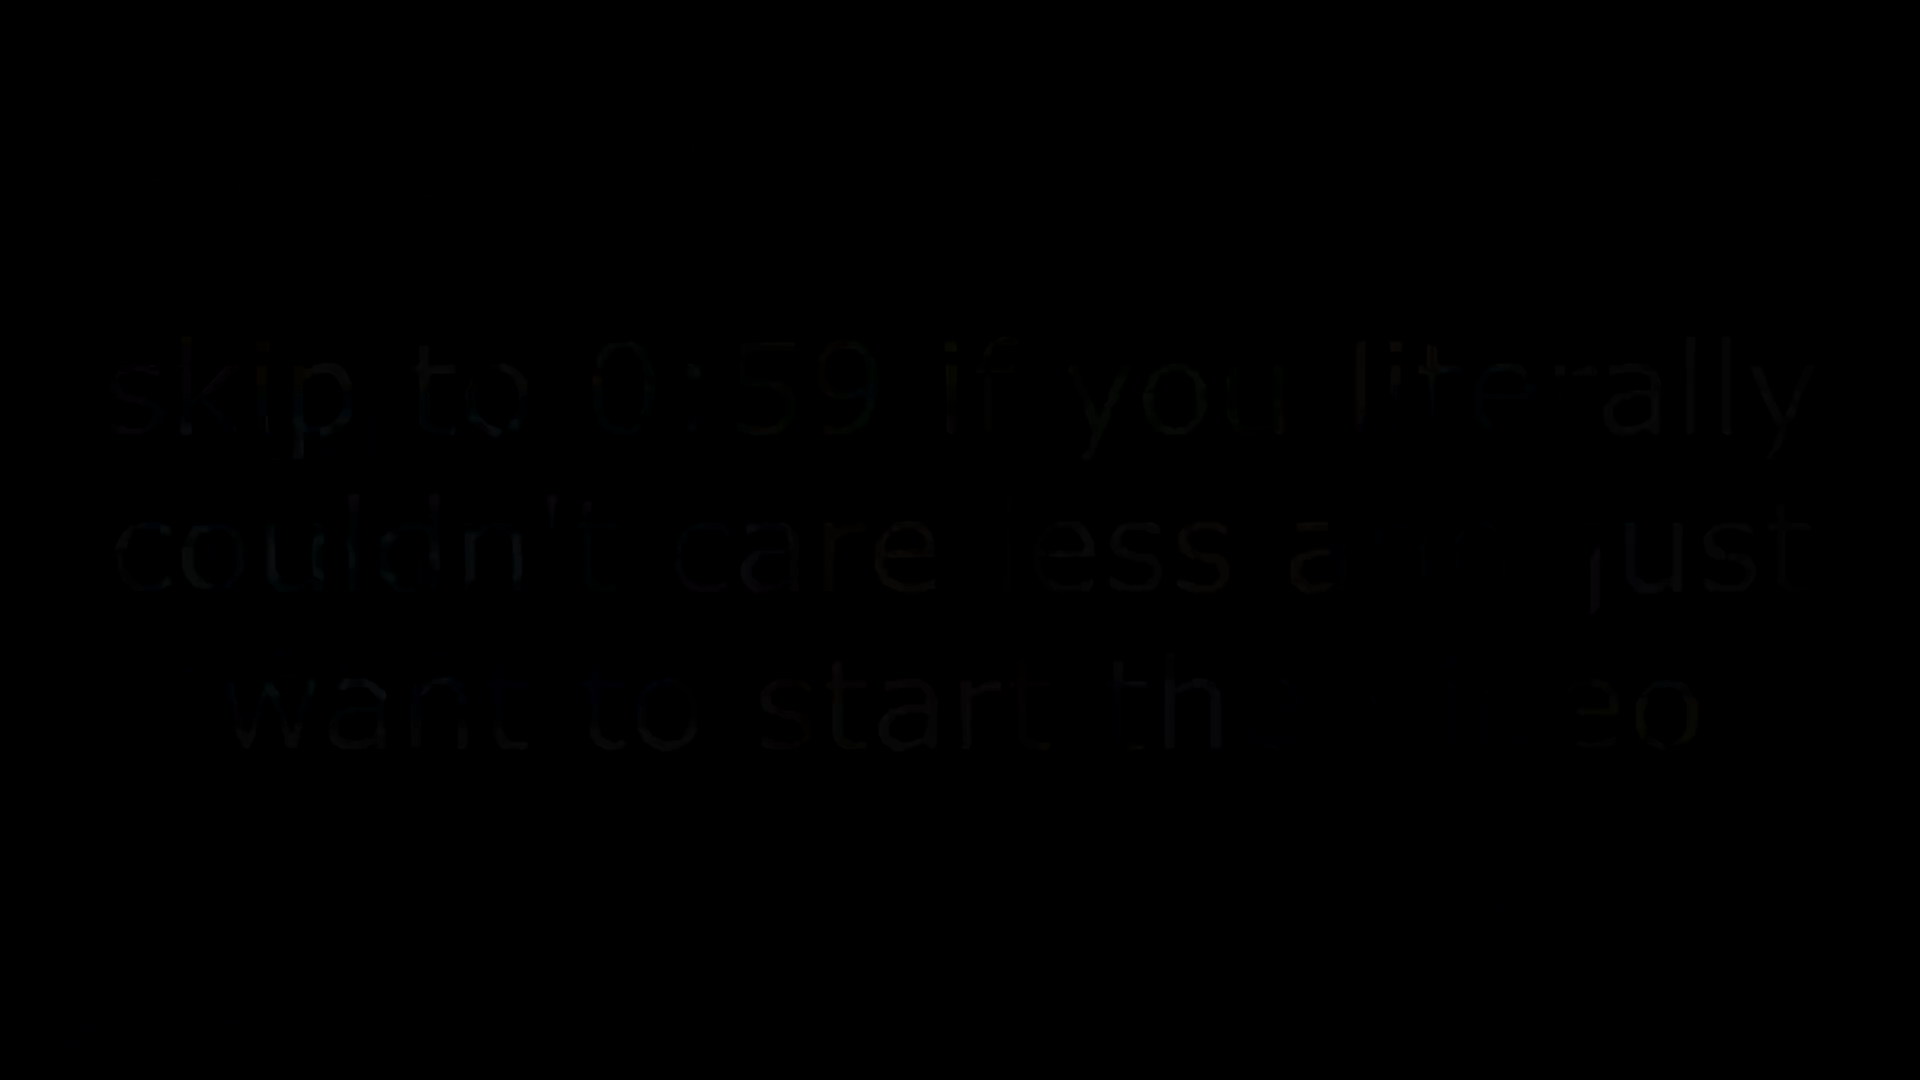 skip to 0:59 if you literally
couldn't care less and just
want to start the video